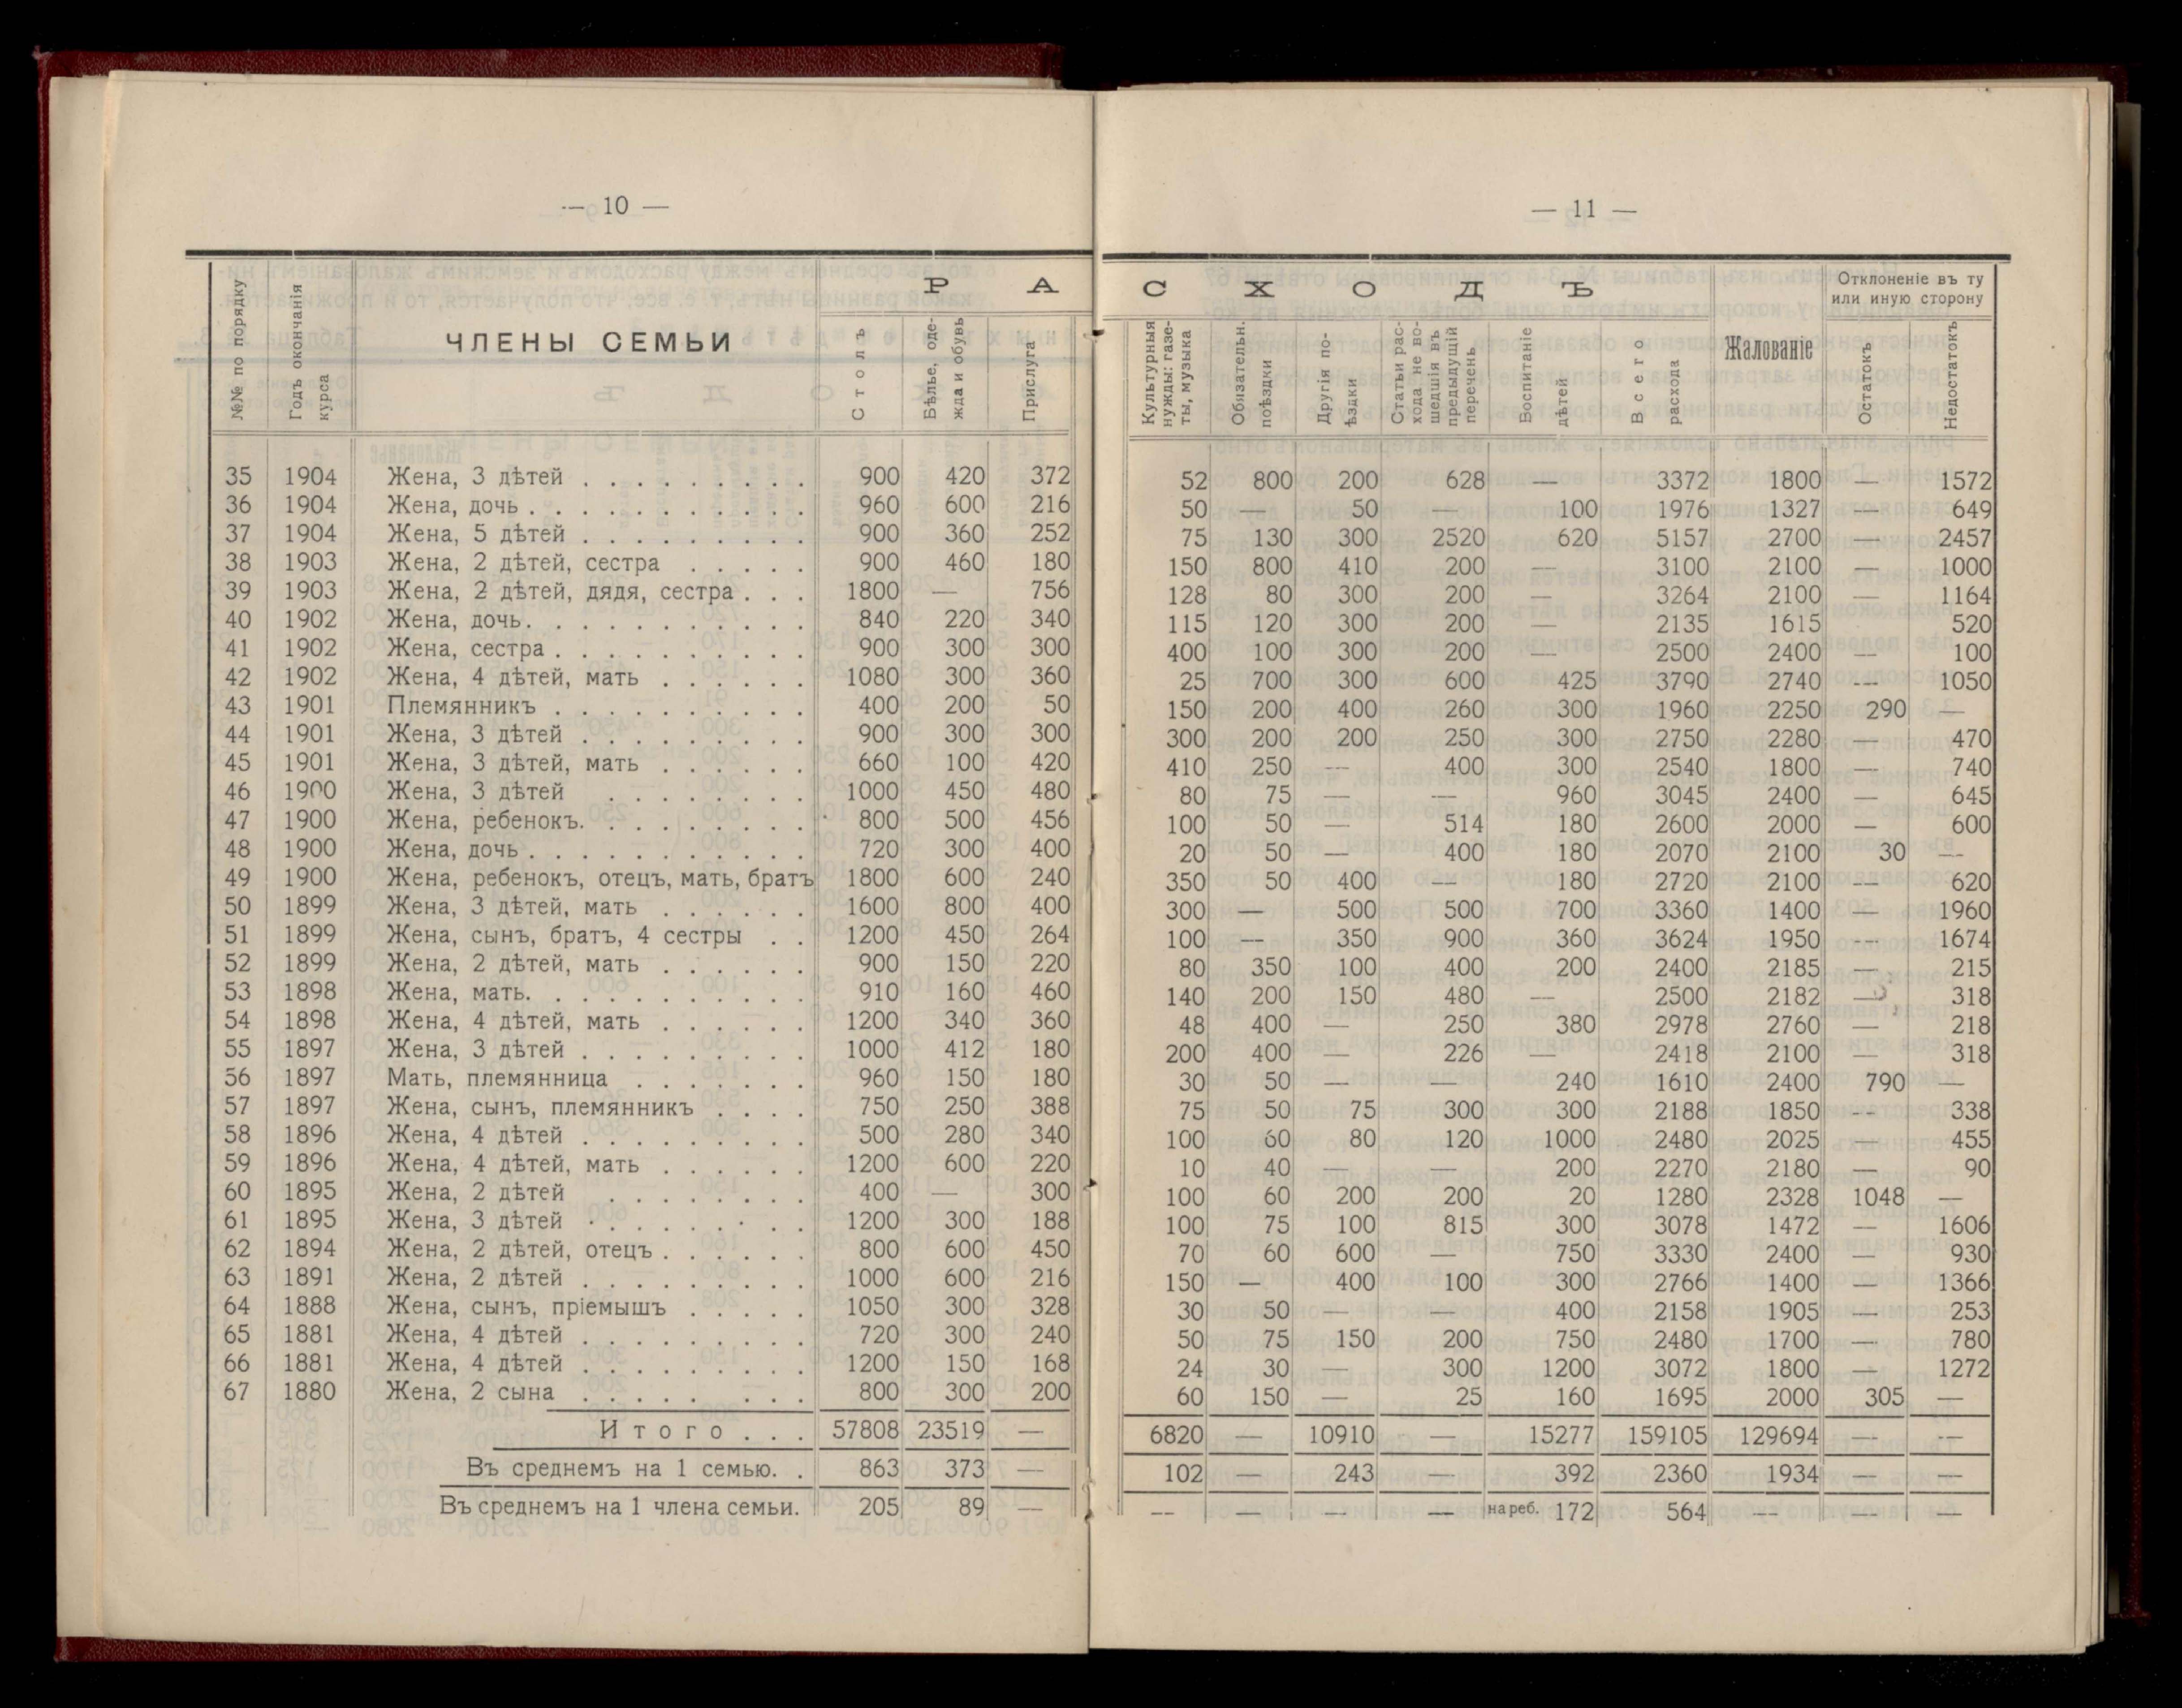 — 10 —
№№ по порядку
Годъ окончанія курса
ЧЛЕНЫ СЕМЬИ
Р А
Столъ
Бѣлье, одежда и обувь
Прислуга
35 1904 Жена, 3 дѣтей . . . . . . . . . 900 420 372
36 1904 Жена, дочь . . . . . . . . . . . 960 600 216
37 1904 Жена, 5 дѣтей . . . . . . . . . 900 360 252
38 1903 Жена, 2 дѣтей, сестра . . . . . 900 460 180
39 1903 Жена, 2 дѣтей, дядя, сестра . . . 1800 — 756
40 1902 Жена, дочь. . . . . . . . . . . 840 220 340
41 1902 Жена, сестра . . . . . . . . . . 900 300 300
42 1902 Жена, 4 дѣтей, мать . . . . . . 1080 300 360
43 1901 Племянникъ . . . . . . . . . . 400 200 50
44 1901 Жена, 3 дѣтей . . . . . . . . . 900 300 300
45 1901 Жена, 3 дѣтей, мать . . . . . . 660 100 420
46 1900 Жена, 3 дѣтей . . . . . . . . 1000 450 480
47 1900 Жена, ребенокъ. . . . . . . . . 800 500 456
48 1900 Жена, дочь . . . . . . . . . . . 720 300 400
49 1900 Жена, ребенокъ, отецъ, мать, братъ 1800 600 240
50 1899 Жена, 3 дѣтей, мать . . . . . . 1600 800 400
51 1899 Жена, сынъ, братъ, 4 сестры . . 1200 450 264
52 1899 Жена, 2 дѣтей, мать . . . . . . 900 150 220
53 1898 Жена, мать. . . . . . . . . . . 910 160 460
54 1898 Жена, 4 дѣтей, мать . . . . . . 1200 340 360
55 1897 Жена, 3 дѣтей . . . . . . . . . 1000 412 180
56 1897 Мать, племянница . . . . . . . 960 150 180
57 1897 Жена, сынъ, племянникъ . . . . 750 250 388
58 1896 Жена, 4 дѣтей . . . . . . . . . 500 280 340
59 1896 Жена, 4 дѣтей, мать . . . . . . 1200 600 220
60 1895 Жена, 2 дѣтей . . . . . . . . 400 — 300
61 1895 Жена, 3 дѣтей . . . . . . . . . 1200 300 188
62 1894 Жена, 2 дѣтей, отецъ . . . . . . 800 600 450
63 1891 Жена, 2 дѣтей . . . . . . . . . 1000 600 216
64 1888 Жена, сынъ, пріемышъ . . . . . 1050 300 328
65 1881 Жена, 4 дѣтей . . . . . . . . . 720 300 240
66 1881 Жена, 4 дѣтей . . . . . . . . . 1200 150 168
67 1880 Жена, 2 сына . . . . . . . . . 800 300 200
Итого . . . 57808 23519 —
Въ среднемъ на 1 семью. . 863 373 —
Въ среднемъ на 1 члена семьи. 205 89 —
— 11 —
С Х О Д Ъ
Отклоненіе въ ту
или иную сторону
Культурныя нужды: газеты, музыка
Обязательн. поѣздки
Другія поѣздки
Статьи расхода не вошедшія въ предыдущій перечень
Воспитаніе дѣтей
Всего расхода
Жалованіе
Остатокъ
Недостатокъ
52 800 200 628 — 3372 1800 — 1572
50 — 50 — 100 1976 1327 — 649
75 130 300 2520 620 5157 2700 — 2457
150 800 410 200 — 3100 2100 — 1000
128 80 300 200 — 3264 2100 — 1164
115 120 300 200 — 2135 1615 520
400 100 300 200 — 2500 2400 — 100
25 700 300 600 425 3790 2740 — 1050
150 200 400 260 300 1960 2250 290 —
300 200 200 250 300 2750 2280 — 470
410 250 — 400 300 2540 1800 — 740
80 75 — — 960 3045 2400 — 645
100 50 — 514 180 2600 2000 — 600
20 50 — 400 180 2070 2100 30 —
350 50 400 — 180 2720 2100 — 620
300 — 500 500 700 3360 1400 — 1960
100 — 350 900 360 3624 1950 — 1674
80 350 100 400 200 2400 2185 — 215
140 200 150 480 — 2500 2182 — 318
48 400 — 250 380 2978 2760 — 218
200 400 — 226 — 2418 2100 — 318
30 50 — — 240 1610 2400 790 —
75 50 75 300 300 2188 1850 — 338
100 60 80 120 1000 2480 2025 — 455
10 40 — — 200 2270 2180 — 90
100 60 200 200 20 1280 2328 1048 —
100 75 100 815 300 3078 1472 — 1606
70 60 600 — 750 3330 2400 — 930
150 — 400 100 300 2766 1400 — 1366
30 50 — — 400 2158 1905 — 253
50 75 150 200 750 2480 1700 — 780
24 30 — 300 1200 3072 1800 — 1272
60 150 — 25 160 1695 2000 305 —
6820 — 10910 — 15277 159105 129694 — —
102 — 243 — 392 2360 1934 — —
— — — — на реб. 172 564 — — —